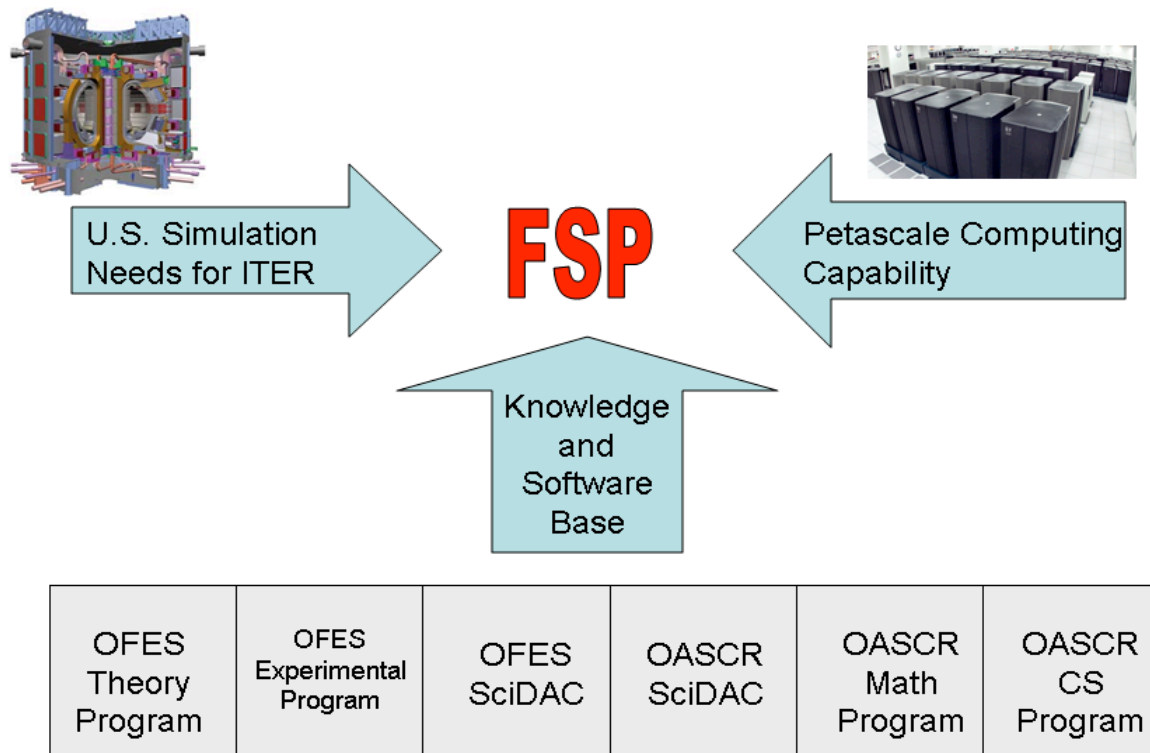 U.S. Simulation
Needs for ITER
FSP
Petascale Computing
Capability
Knowledge
and
Software
Base
OFES
Theory
Program
OFES
Experimental
Program
OFES
SciDAC
OASCR
SciDAC
OASCR
Math
Program
OASCR
CS
Program